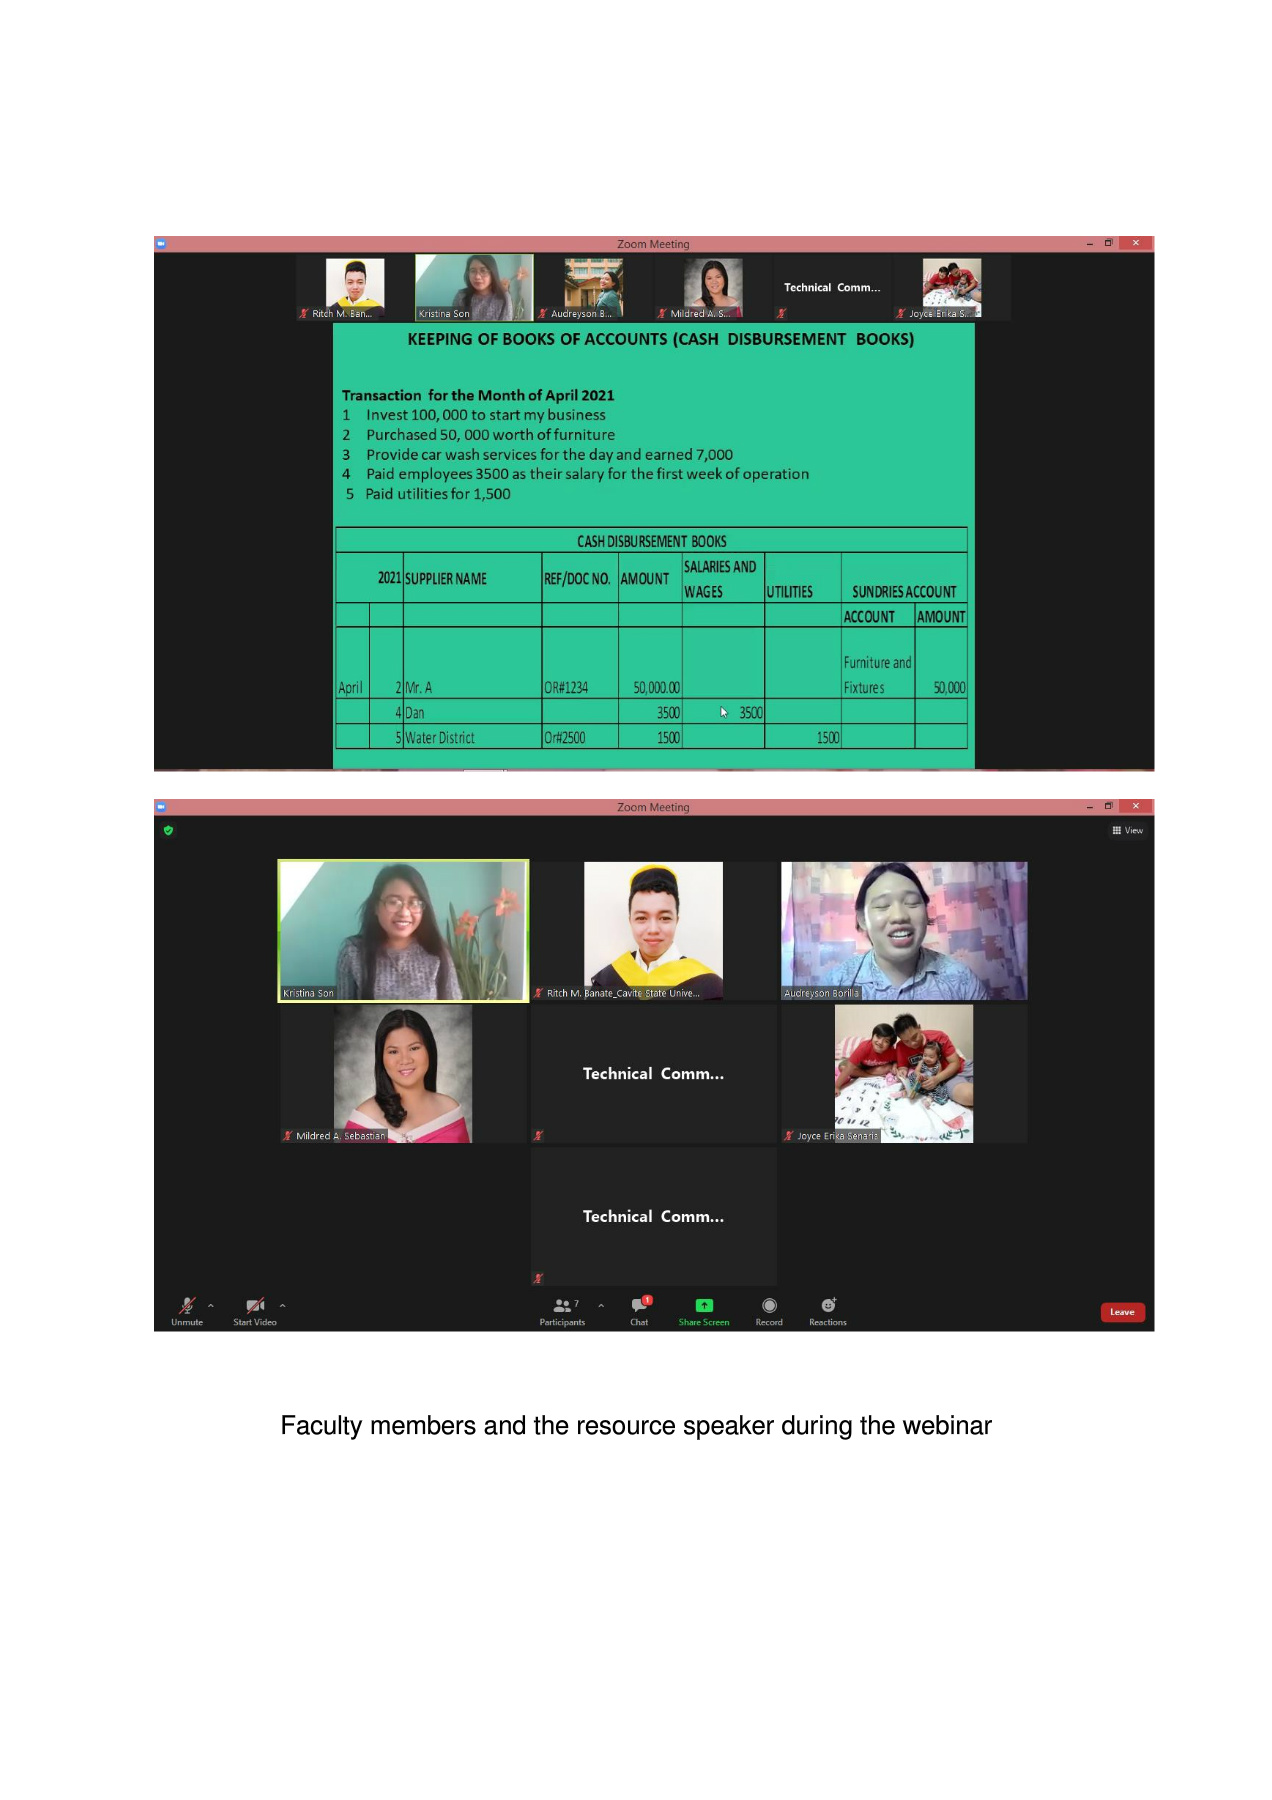 Zoom Meeting
Ritch M. Ban...
Kristina Son
Audreyson B...
Mildred A. S...
Technical Comm...
Joyce Erika S...
KEEPING OF BOOKS OF ACCOUNTS (CASH DISBURSEMENT BOOKS)
Transaction for the Month of April 2021
1 Invest 100, 000 to start my business
2 Purchased 50, 000 worth of furniture
3 Provide car wash services for the day and earned 7,000
4 Paid employees 3500 as their salary for the first week of operation
5 Paid utilities for 1,500
CASH DISBURSEMENT BOOKS
2021 SUPPLIER NAME REF/DOC NO. AMOUNT SALARIES AND WAGES UTILITIES SUNDRIES ACCOUNT
ACCOUNT AMOUNT
April 2 Mr. A OR#1234 50,000.00 Furniture and Fixtures 50,000
4 Dan 3500 3500
5 Water District Or#2500 1500 1500
Zoom Meeting
View
Kristina Son
Ritch M. Banate_Cavite State Unive...
Audreyson Borilla
Mildred A. Sebastian
Technical Comm...
Joyce Erika Senaris
Technical Comm...
Unmute
Start Video
7
Participants
1
Chat
Share Screen
Record
Reactions
Leave
Faculty members and the resource speaker during the webinar